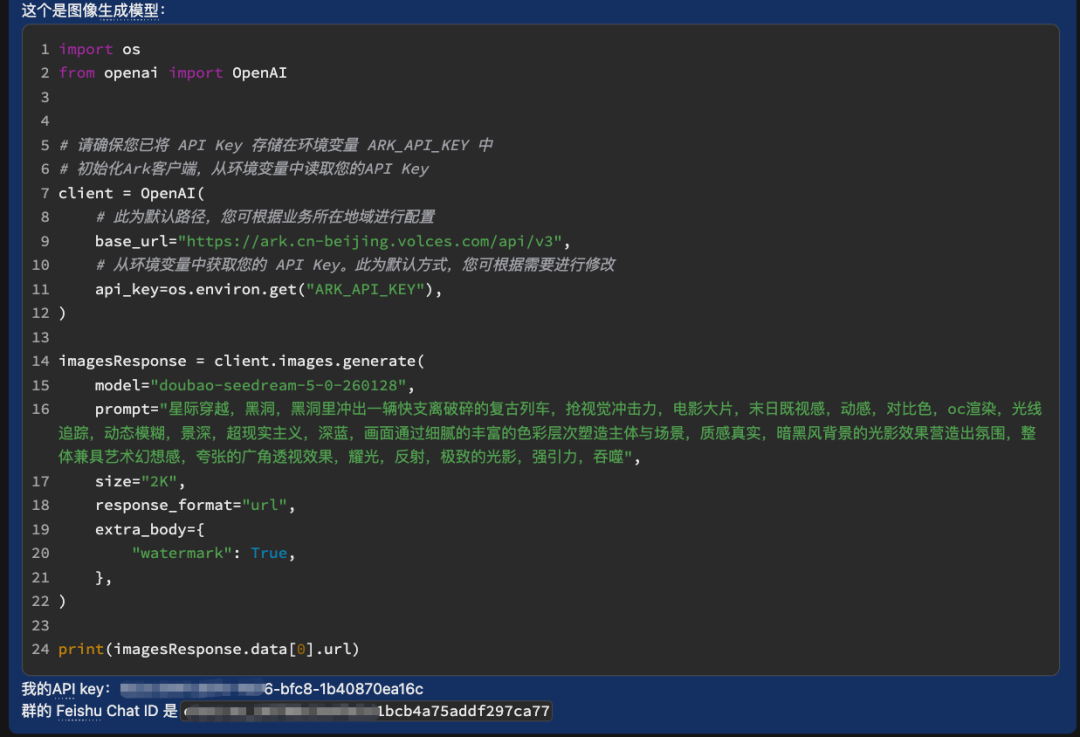 这个是图像生成模型:
1 import os
2 from openai import OpenAI
3
4
5 # 请确保您已将 API Key 存储在环境变量 ARK_API_KEY 中
6 # 初始化Ark客户端，从环境变量中读取您的API Key
7 client = OpenAI(
8 # 此为默认路径，您可根据业务所在地域进行配置
9 base_url="https://ark.cn-beijing.volces.com/api/v3",
10 # 从环境变量中获取您的 API Key。此为默认方式，您可根据需要进行修改
11 api_key=os.environ.get("ARK_API_KEY"),
12 )
13
14 imagesResponse = client.images.generate(
15 model="doubao-seedream-5-0-260128",
16 prompt="星际穿越，黑洞，黑洞里冲出一辆快支离破碎的复古列车，抢视觉冲击力，电影大片，末日既视感，动感，对比色，oc渲染，光线
追踪，动态模糊，景深，超现实主义，深蓝，画面通过细腻的丰富的色彩层次塑造主体与场景，质感真实，暗黑风背景的光影效果营造出氛围，整
体兼具艺术幻想感，夸张的广角透视效果，耀光，反射，极致的光影，强引力，吞噬",
17 size="2K",
18 response_format="url",
19 extra_body={
20 "watermark": True,
21 },
22 )
23
24 print(imagesResponse.data[0].url)
我的API key: 6-bfc8-1b40870ea16c
群的 Feishu Chat ID 是 1bcb4a75addf297ca77